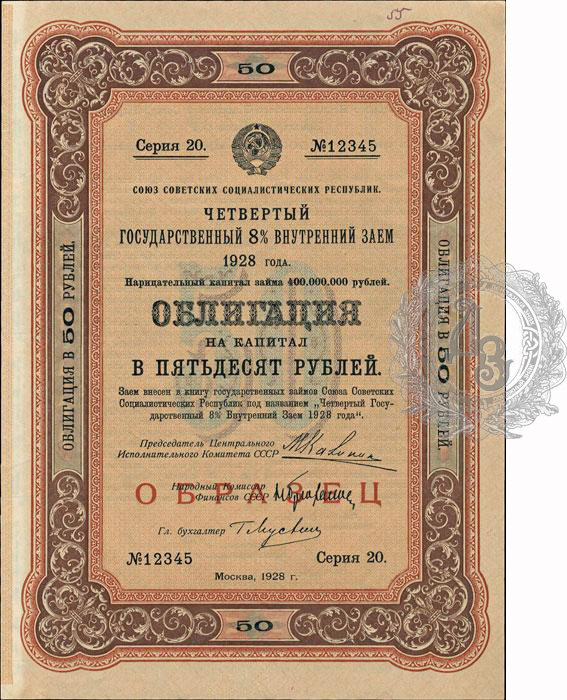 55
50
Серия 20.
№12345
СОЮЗ СОВЕТСКИХ СОЦИАЛИСТИЧЕСКИХ РЕСПУБЛИК.
ЧЕТВЕРТЫЙ
ГОСУДАРСТВЕННЫЙ 8% ВНУТРЕННИЙ ЗАЕМ
1928 ГОДА.
Нарицательный капитал займа 400.000.000 рублей.
ОБЛИГАЦИЯ
НА КАПИТАЛ
В ПЯТЬДЕСЯТ РУБЛЕЙ.
Заем внесен в книгу государственных займов Союза Советских
Социалистических Республик под названием „Четвертый Госу-
дарственный 8% Внутренний Заем 1928 года“.
Председатель Центрального
Исполнительного Комитета СССР
М Калинин
Народный Комиссар
Финансов СССР
ОБРАЗЕЦ
Гл. бухгалтер
№12345
Серия 20.
Москва, 1928 г.
50
ОБЛИГАЦИЯ В 50 РУБЛЕЙ.
ОБЛИГАЦИЯ В 50 РУБЛЕЙ.